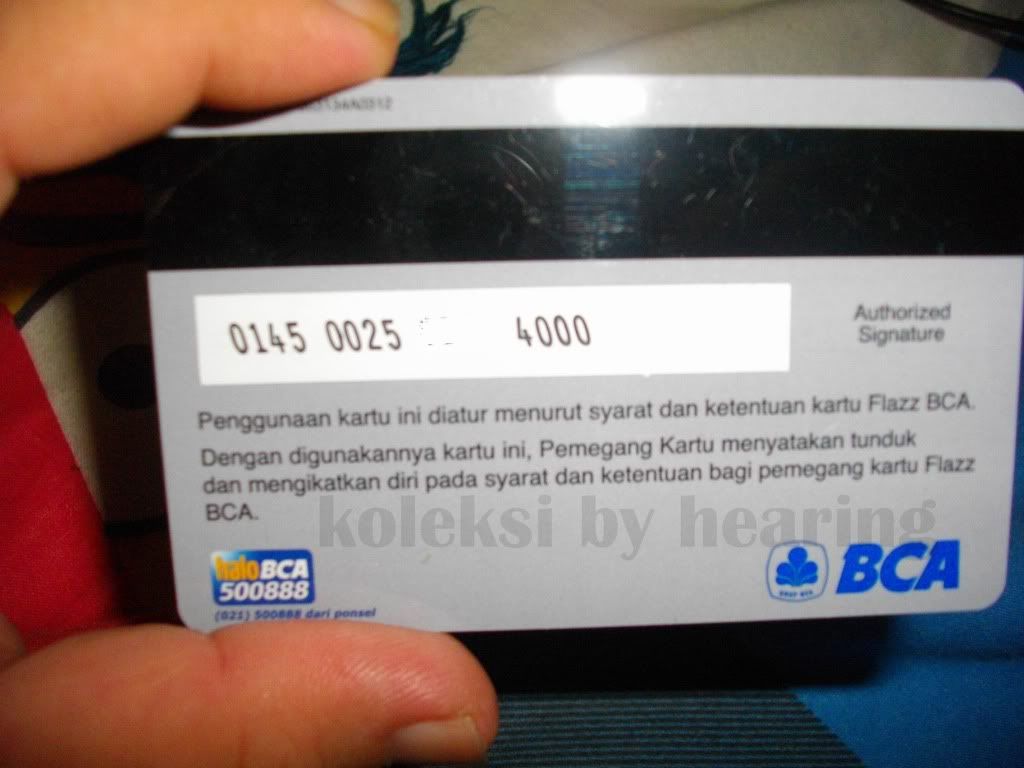 Authorized
Signature
0145 0025 4000
Penggunaan kartu ini diatur menurut syarat dan ketentuan kartu Flazz BCA.
Dengan digunakannya kartu ini, Pemegang Kartu menyatakan tunduk
dan mengikatkan diri pada syarat dan ketentuan bagi pemegang kartu Flazz
BCA.
koleksi by hearing
halo BCA
500888
(021) 500888 dari ponsel
BCA